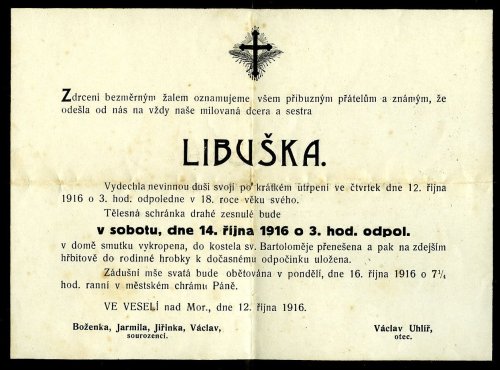 Zdrceni bezměrným žalem oznamujeme všem příbuzným přátelům a známým, že
odešla od nás na vždy naše milovaná dcera a sestra
LIBUŠKA.
Vydechla nevinnou duši svoji po krátkém utrpení ve čtvrtek dne 12. října
1916 o 3. hod. odpoledne v 18. roce věku svého.
Tělesná schránka drahé zesnulé bude
v sobotu, dne 14. října 1916 o 3. hod. odpol.
v domě smutku vykropena, do kostela sv. Bartoloměje přenešena a pak na zdejším
hřbitově do rodinné hrobky k dočasnému odpočinku uložena.
Zádušní mše svatá bude obětována v pondělí, dne 16. října 1916 o 7¼
hod. ranní v městském chrámu Páně.
VE VESELÍ nad Mor., dne 12. října 1916.
Boženka, Jarmila, Jiřinka, Václav,
sourozenci.
Václav Uhlíř,
otec.